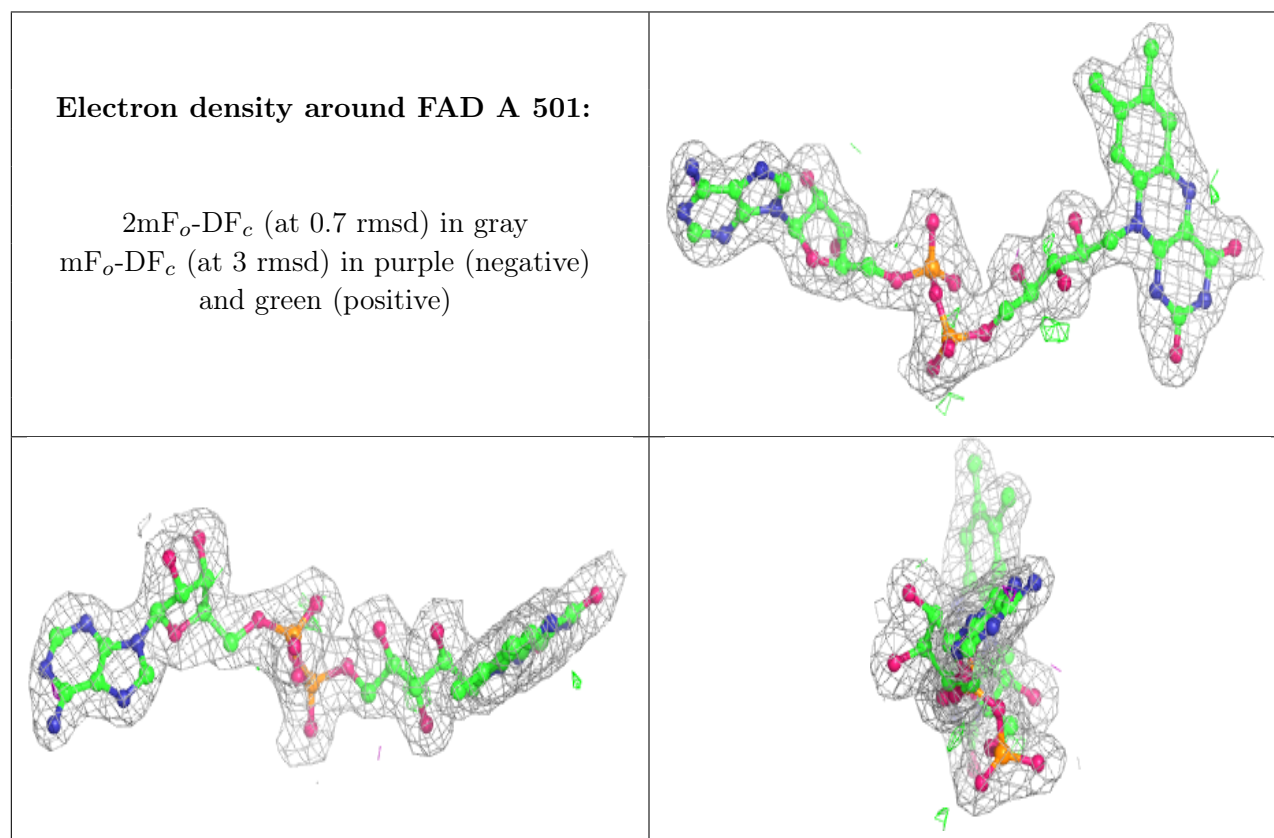 Electron density around FAD A 501:
2mFo-DFc (at 0.7 rmsd) in gray
mFo-DFc (at 3 rmsd) in purple (negative)
and green (positive)